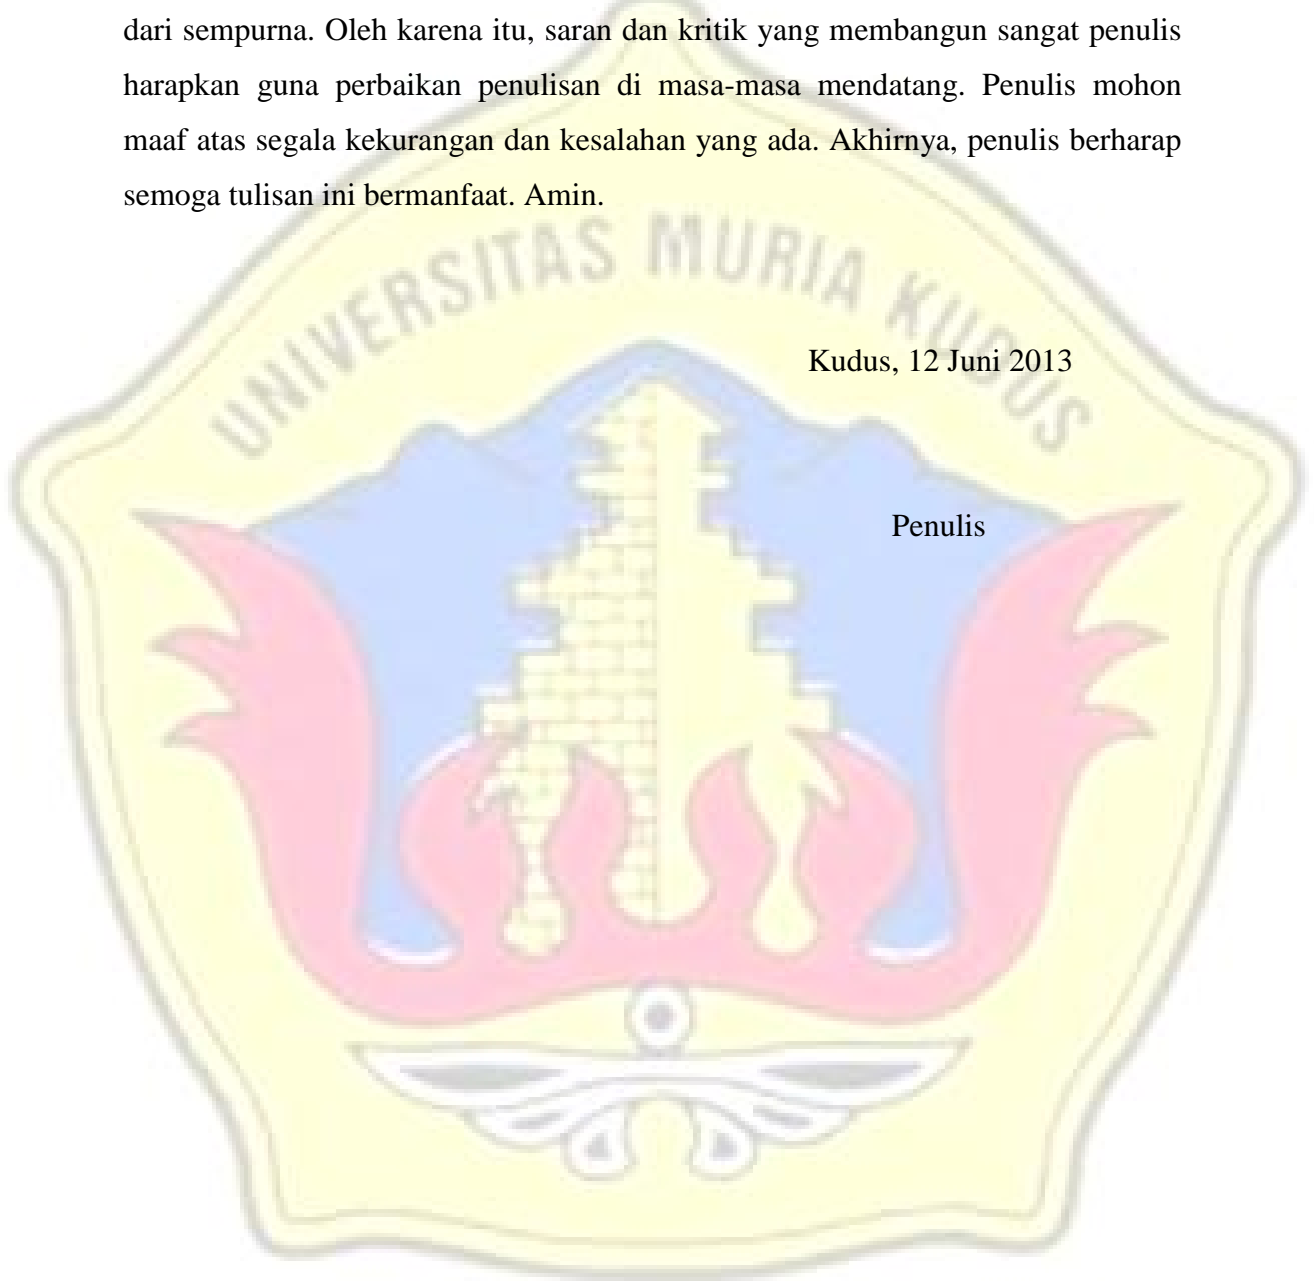 dari sempurna. Oleh karena itu, saran dan kritik yang membangun sangat penulis
harapkan guna perbaikan penulisan di masa-masa mendatang. Penulis mohon
maaf atas segala kekurangan dan kesalahan yang ada. Akhirnya, penulis berharap
semoga tulisan ini bermanfaat. Amin.
UNIVERSITAS MURIA KUDUS
Kudus, 12 Juni 2013
Penulis